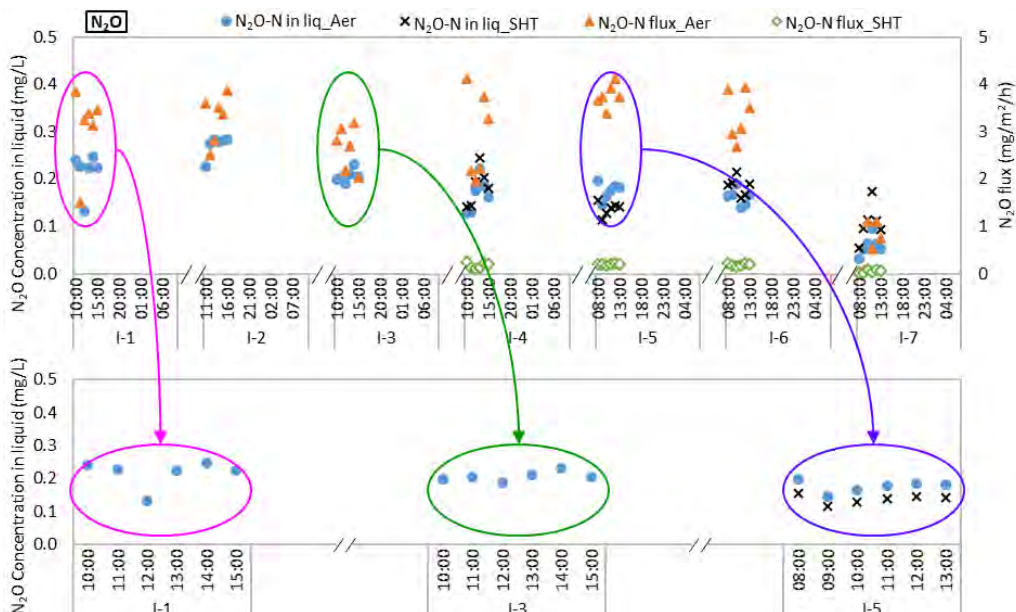 N₂O
N₂O-N in liq_Aer
N₂O-N in liq_SHT
N₂O-N flux_Aer
N₂O-N flux_SHT
N₂O Concentration in liquid (mg/L)
0.5
0.4
0.3
0.2
0.1
0.0
5
4
3
2
1
0
N₂O flux (mg/m²/h)
10:00 15:00 20:00 01:00 06:00
11:00 16:00 21:00 02:00 07:00
10:00 15:00 20:00 01:00 06:00
10:00 15:00 20:00 01:00 06:00
08:00 13:00 18:00 23:00 04:00
08:00 13:00 18:00 23:00 04:00
08:00 13:00 18:00 23:00 04:00
I-1 I-2 I-3 I-4 I-5 I-6 I-7
N₂O Concentration in liquid (mg/L)
0.5
0.4
0.3
0.2
0.1
0.0
10:00 11:00 12:00 13:00 14:00 15:00
10:00 11:00 12:00 13:00 14:00 15:00
08:00 09:00 10:00 11:00 12:00 13:00
I-1 I-3 I-5